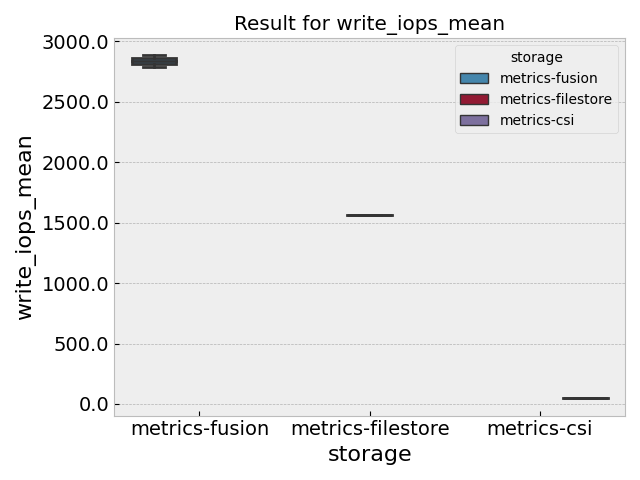 Result for write_iops_mean
write_iops_mean
3000.0
2500.0
2000.0
1500.0
1000.0
500.0
0.0
storage
metrics-fusion
metrics-filestore
metrics-csi
metrics-fusion metrics-filestore metrics-csi
storage